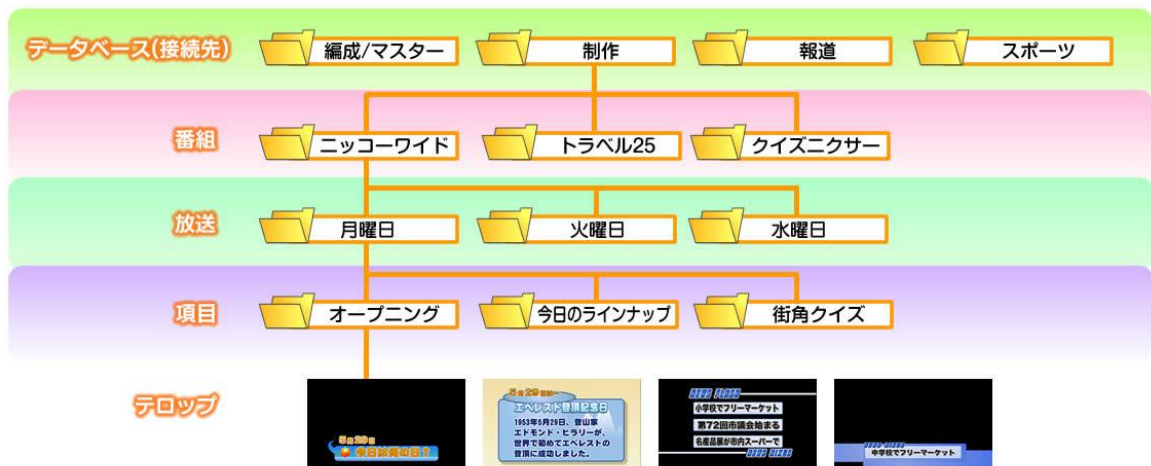 データベース(接続先)
編成/マスター
制作
報道
スポーツ
番組
ニッコーワイド
トラベル25
クイズニクサー
放送
月曜日
火曜日
水曜日
項目
オープニング
今日のラインナップ
街角クイズ
テロップ
5月29日
今日は何の日?
5月29日は…
エベレスト登頂記念日
1953年5月29日、登山家
エドモンド・ヒラリーが、
世界で初めてエベレストの
登頂に成功しました。
NEWS FLASH
小学校でフリーマーケット
第72回市議会始まる
名産品展が市内スーパーで
中学校でフリーマーケット